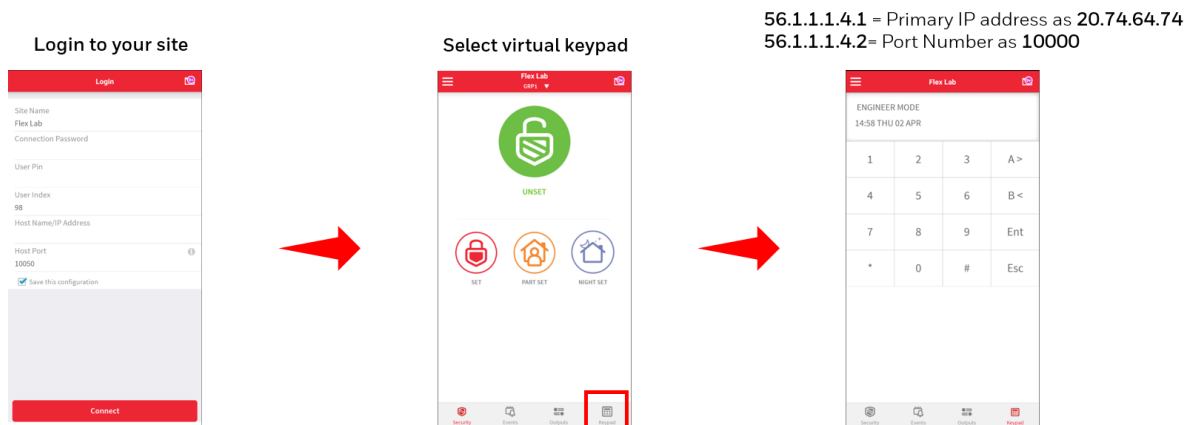 Login to your site
Login
Site Name
Flex Lab
Connection Password
User Pin
User Index
98
Host Name/IP Address
Host Port
10050
Save this configuration
Connect
Select virtual keypad
Flex Lab
GRP1 ▼
UNSET
SET PART SET NIGHT SET
Security Events Outputs Keypad
56.1.1.1.4.1 = Primary IP address as 20.74.64.74
56.1.1.1.4.2= Port Number as 10000
Flex Lab
ENGINEER MODE
14:58 THU 02 APR
1 2 3 A >
4 5 6 B <
7 8 9 Ent
* 0 # Esc
Security Events Outputs Keypad